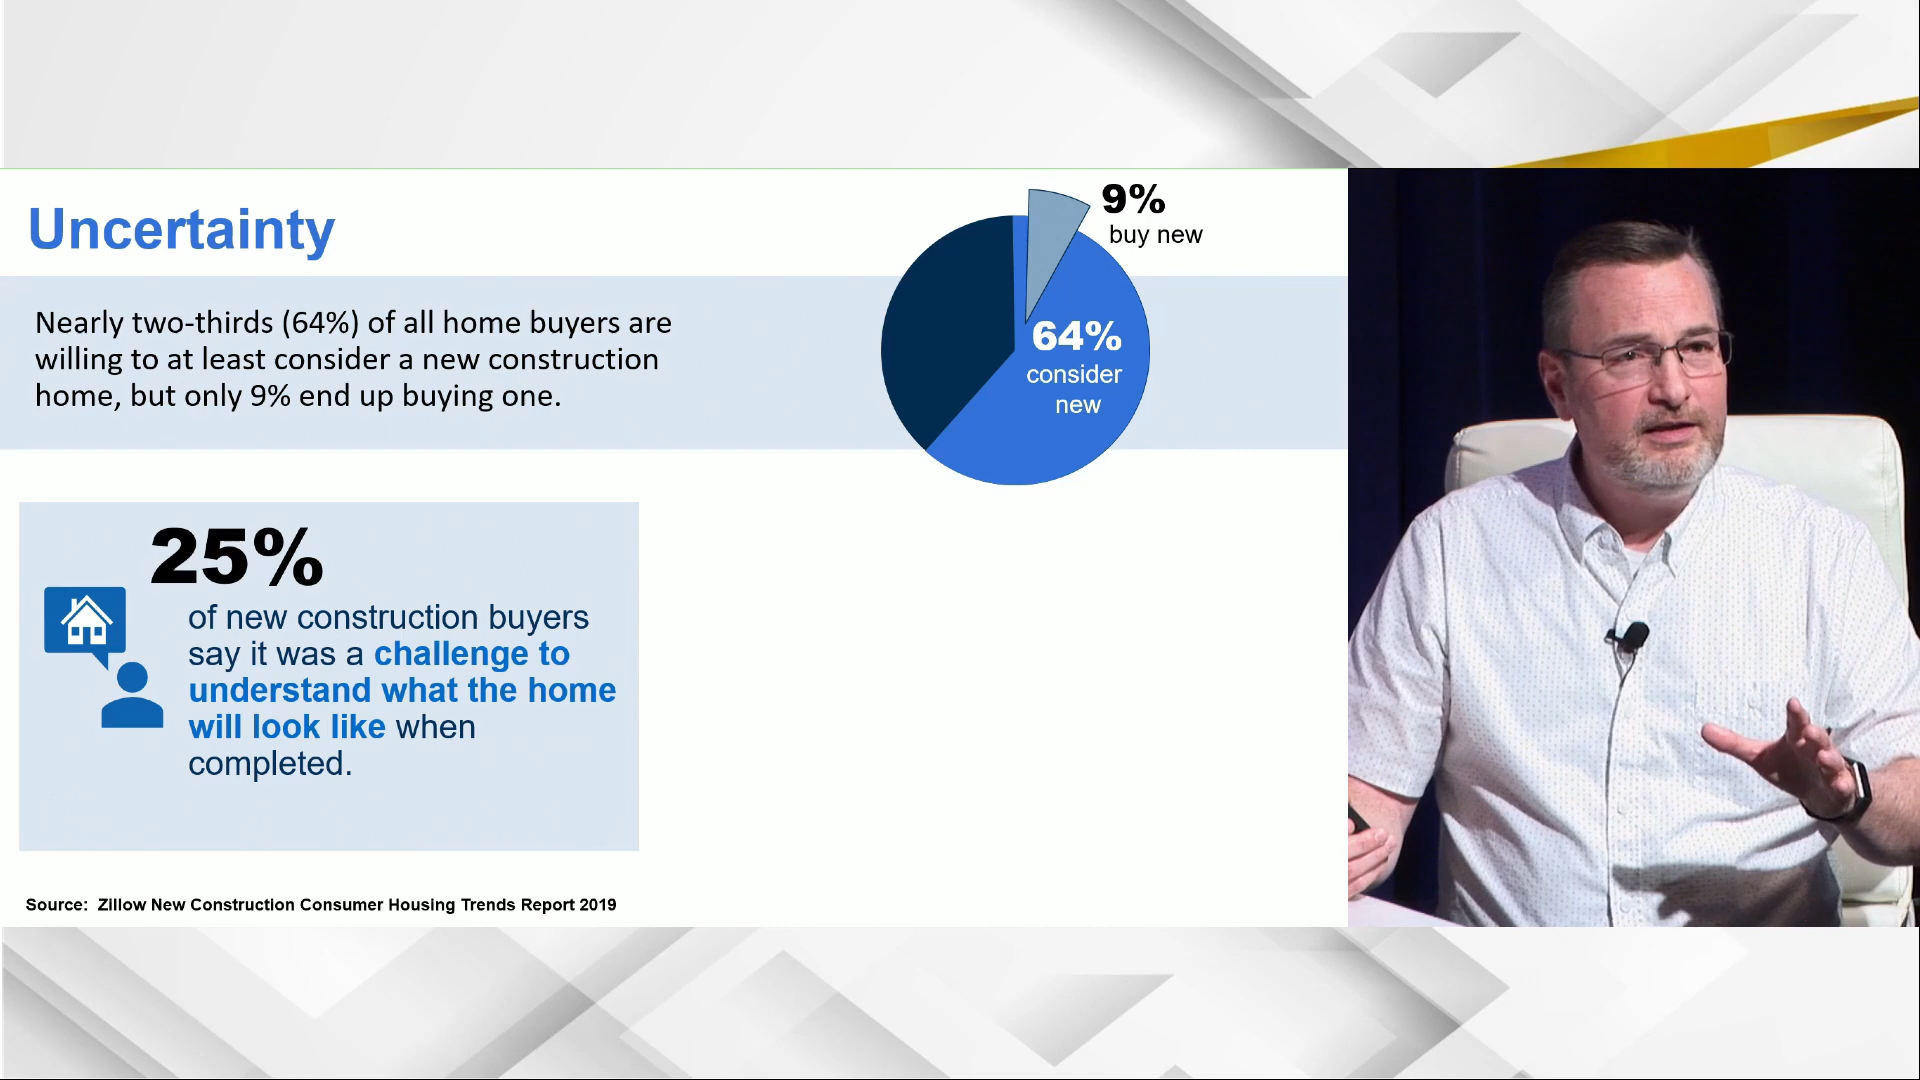 Uncertainty
9%
buy new
Nearly two-thirds (64%) of all home buyers are
willing to at least consider a new construction
home, but only 9% end up buying one.
64%
consider
new
25%
of new construction buyers
say it was a challenge to
understand what the home
will look like when
completed.
Source:  Zillow New Construction Consumer Housing Trends Report 2019